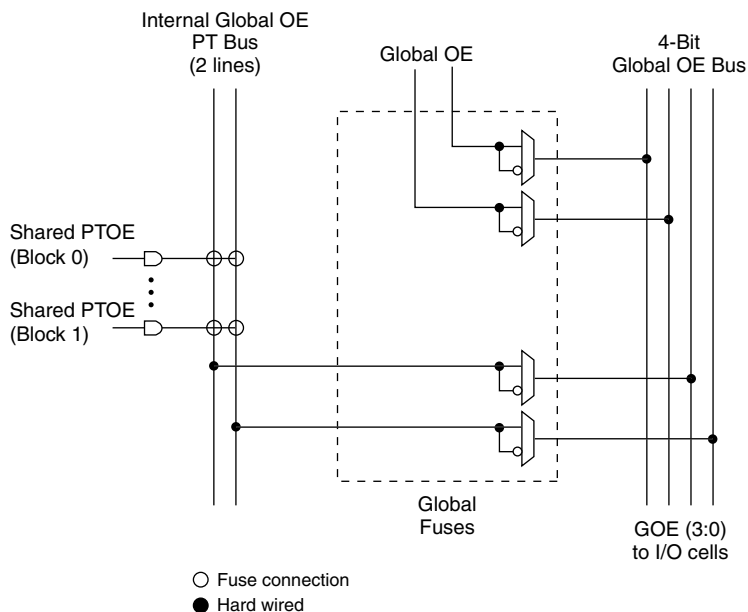 Internal Global OE
PT Bus
(2 lines)
Global OE
4-Bit
Global OE Bus
Shared PTOE
(Block 0)
Shared PTOE
(Block 1)
Global
Fuses
GOE (3:0)
to I/O cells
Fuse connection
Hard wired